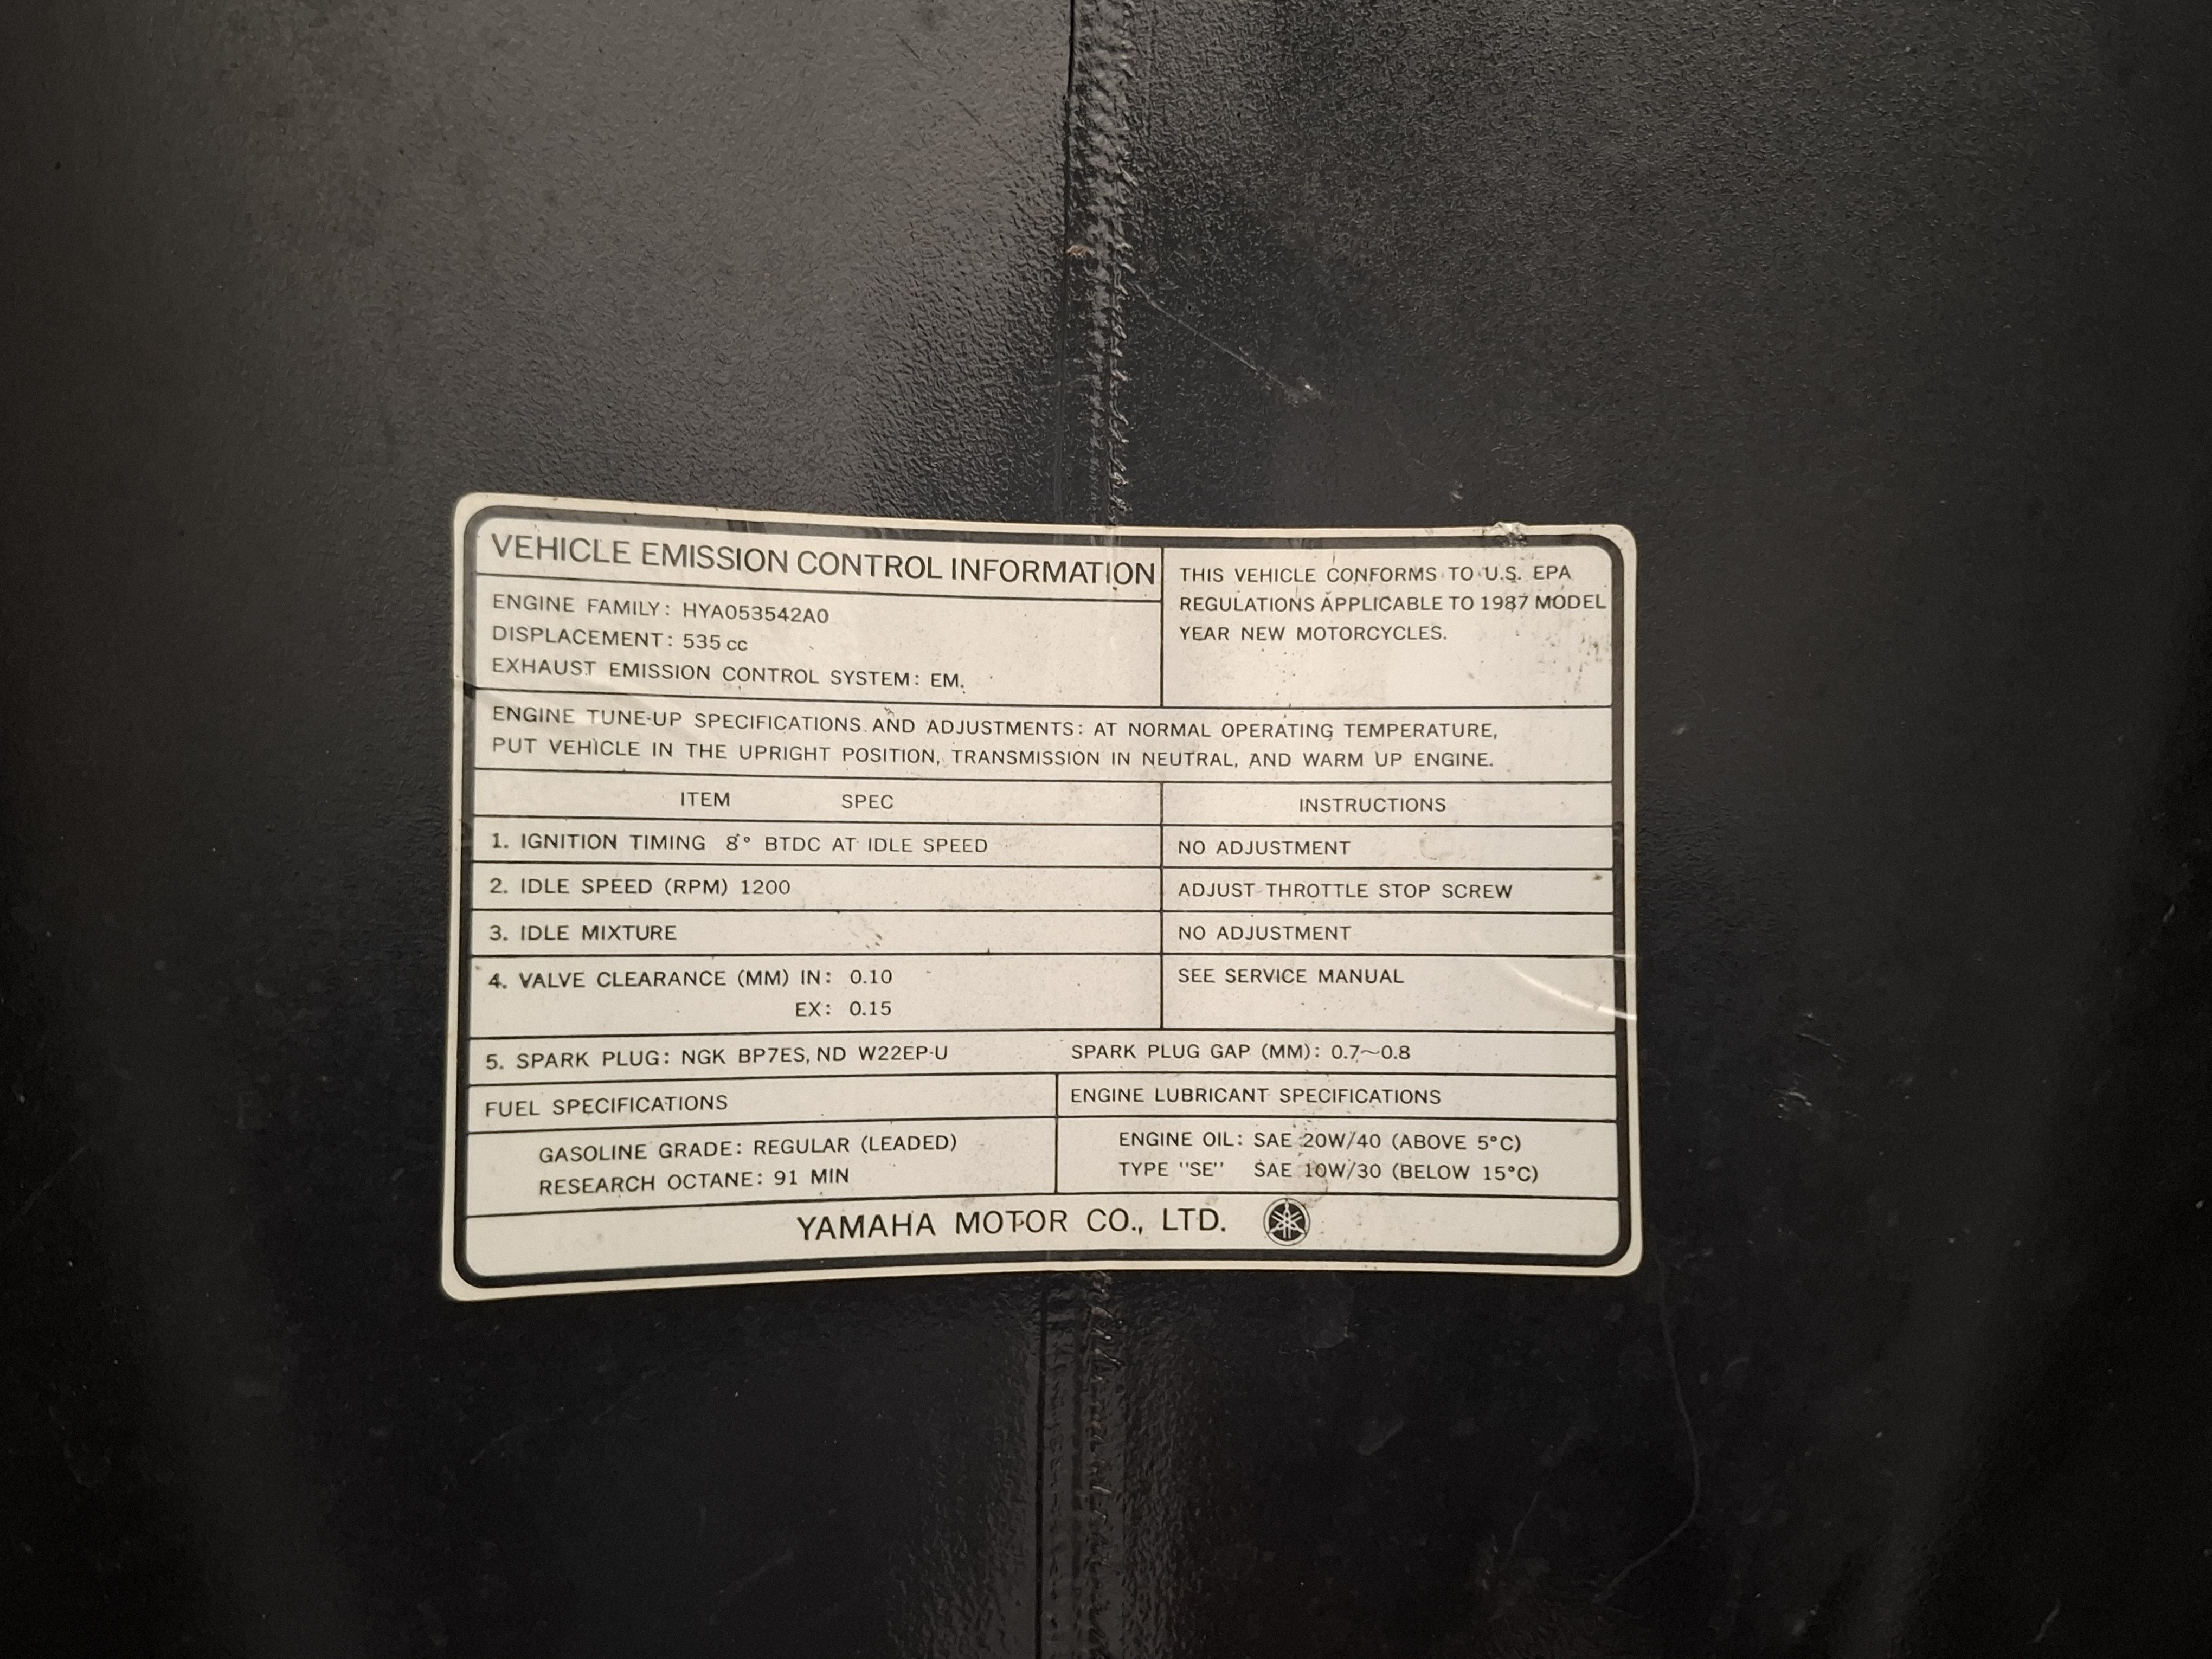 VEHICLE EMISSION CONTROL INFORMATION
ENGINE FAMILY: HYA053542A0
DISPLACEMENT: 535 cc
EXHAUST EMISSION CONTROL SYSTEM: EM.
THIS VEHICLE CONFORMS TO U.S. EPA
REGULATIONS APPLICABLE TO 1987 MODEL
YEAR NEW MOTORCYCLES.
ENGINE TUNE-UP SPECIFICATIONS AND ADJUSTMENTS: AT NORMAL OPERATING TEMPERATURE,
PUT VEHICLE IN THE UPRIGHT POSITION, TRANSMISSION IN NEUTRAL, AND WARM UP ENGINE.
ITEM SPEC INSTRUCTIONS
1. IGNITION TIMING 8° BTDC AT IDLE SPEED NO ADJUSTMENT
2. IDLE SPEED (RPM) 1200 ADJUST THROTTLE STOP SCREW
3. IDLE MIXTURE NO ADJUSTMENT
4. VALVE CLEARANCE (MM) IN: 0.10 SEE SERVICE MANUAL
EX: 0.15
5. SPARK PLUG: NGK BP7ES, ND W22EP-U SPARK PLUG GAP (MM): 0.7~0.8
FUEL SPECIFICATIONS
GASOLINE GRADE: REGULAR (LEADED)
RESEARCH OCTANE: 91 MIN
ENGINE LUBRICANT SPECIFICATIONS
ENGINE OIL: SAE 20W/40 (ABOVE 5°C)
TYPE "SE" SAE 10W/30 (BELOW 15°C)
YAMAHA MOTOR CO., LTD.